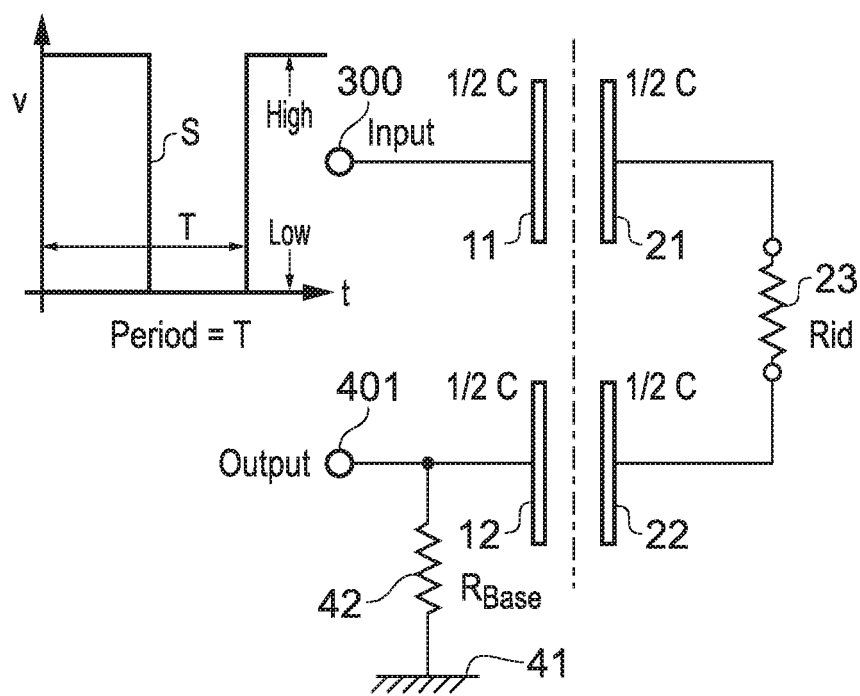 v
S
T
High
Low
t
Period = T
300
Input
1/2 C
1/2 C
11
21
23
Rid
401
Output
1/2 C
1/2 C
12
22
42
RBase
41